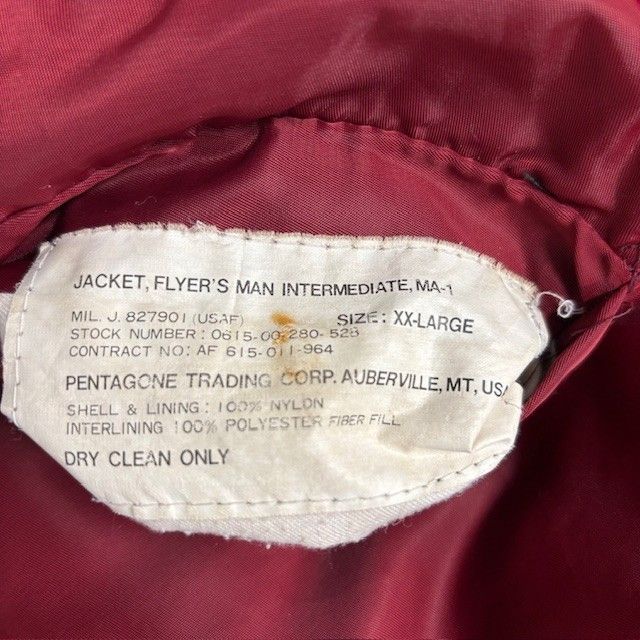 JACKET, FLYER'S MAN INTERMEDIATE, MA-1
MIL. J. 827901 (USAF) SIZE: XX-LARGE
STOCK NUMBER: 0615-00-280-528
CONTRACT NO: AF 615-011-964
PENTAGONE TRADING CORP. AUBERVILLE, MT, USA
SHELL & LINING: 100% NYLON
INTERLINING 100% POLYESTER FIBER FILL
DRY CLEAN ONLY